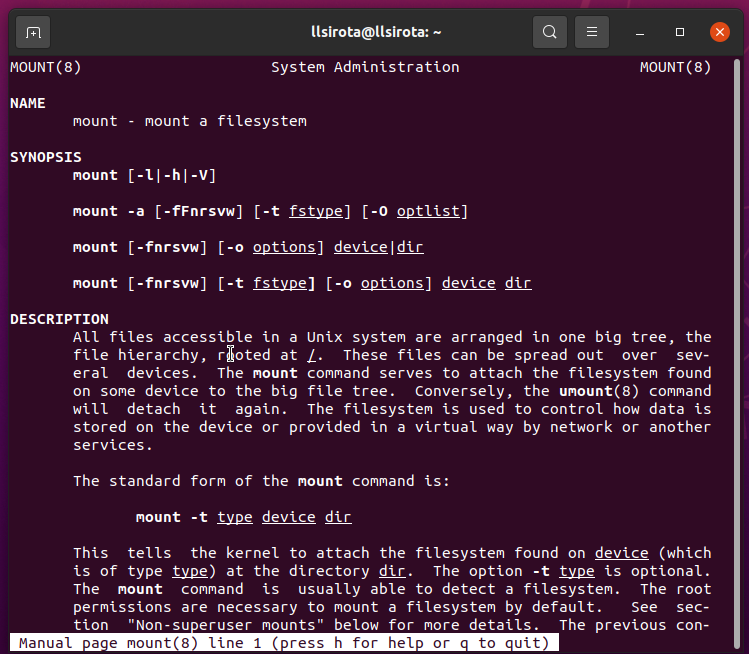 llsirota@llsirota: ~
MOUNT(8) System Administration MOUNT(8)
NAME
mount - mount a filesystem
SYNOPSIS
mount [-l|-h|-V]
mount -a [-fFnrsvw] [-t fstype] [-O optlist]
mount [-fnrsvw] [-o options] device|dir
mount [-fnrsvw] [-t fstype] [-o options] device dir
DESCRIPTION
All files accessible in a Unix system are arranged in one big tree, the
file hierarchy, rooted at /. These files can be spread out over sev-
eral devices. The mount command serves to attach the filesystem found
on some device to the big file tree. Conversely, the umount(8) command
will detach it again. The filesystem is used to control how data is
stored on the device or provided in a virtual way by network or another
services.
The standard form of the mount command is:
mount -t type device dir
This tells the kernel to attach the filesystem found on device (which
is of type type) at the directory dir. The option -t type is optional.
The mount command is usually able to detect a filesystem. The root
permissions are necessary to mount a filesystem by default. See sec-
tion "Non-superuser mounts" below for more details. The previous con-
Manual page mount(8) line 1 (press h for help or q to quit)